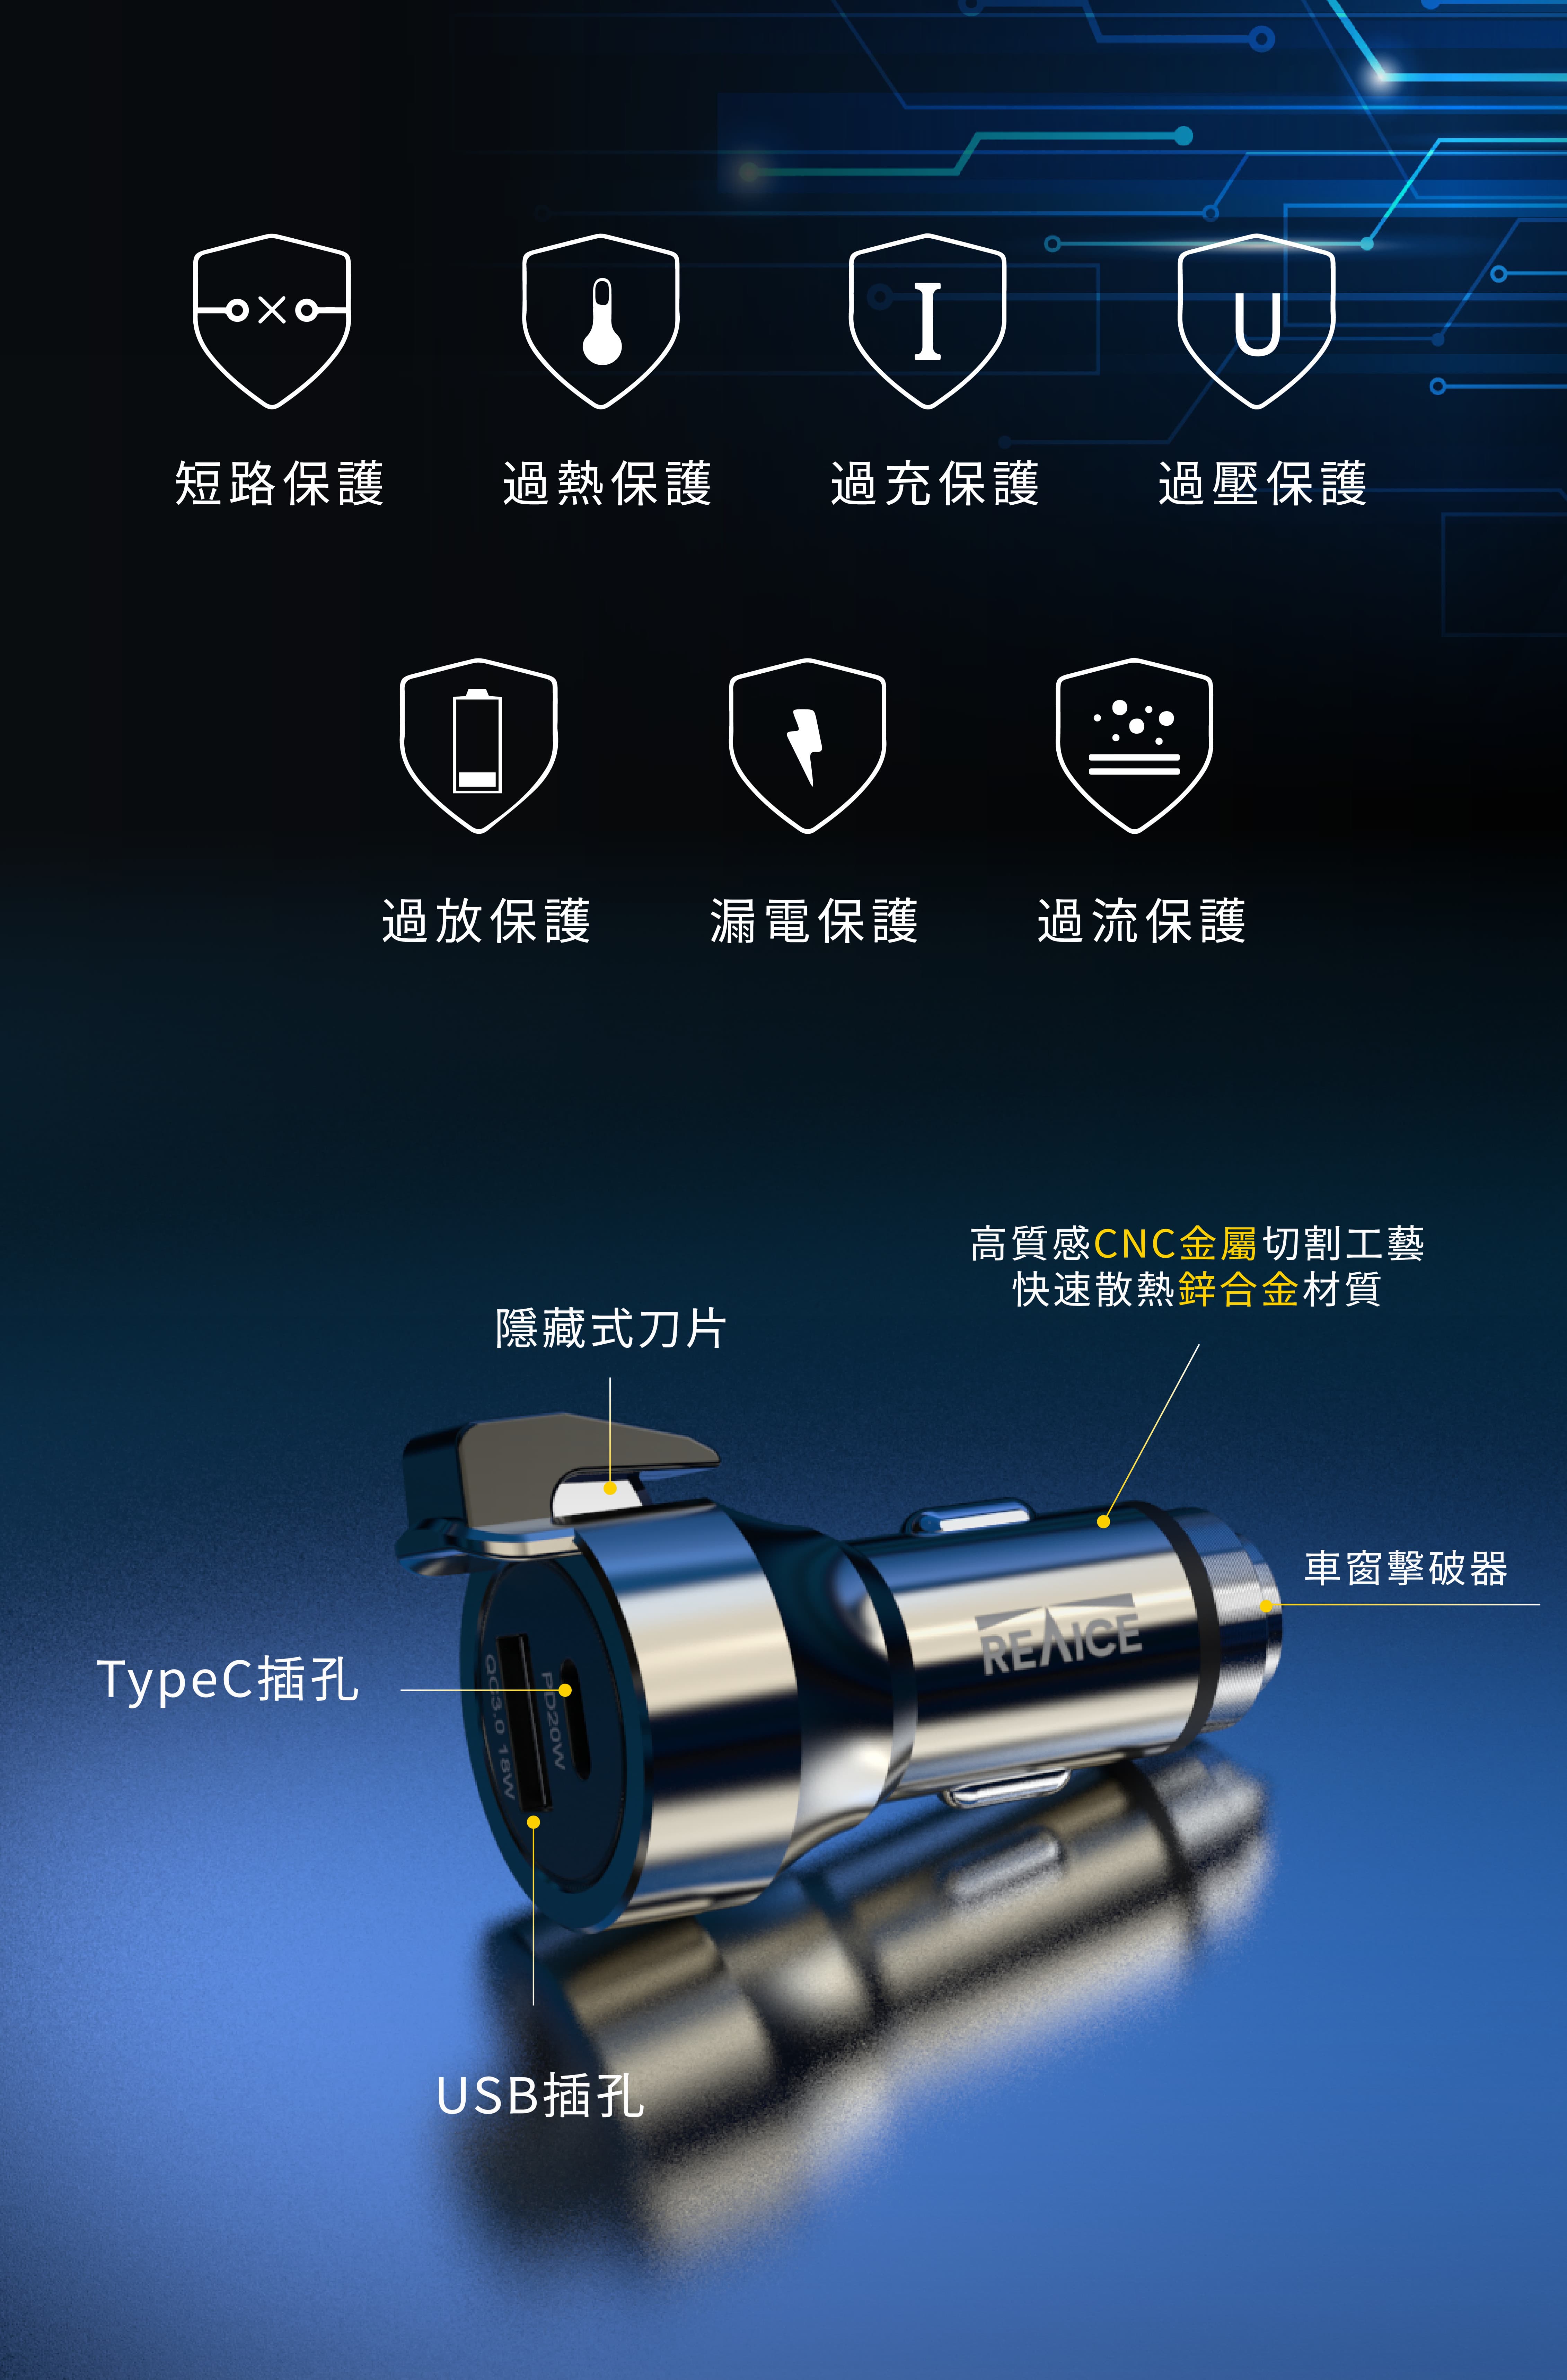 I
U
短路保護
過熱保護
過充保護
過壓保護
過放保護
漏電保護
過流保護
高質感CNC金屬切割工藝
快速散熱鋅合金材質
隱藏式刀片
車窗擊破器
REAICE
TypeC插孔
PD20W
QC3.0 18W
USB插孔